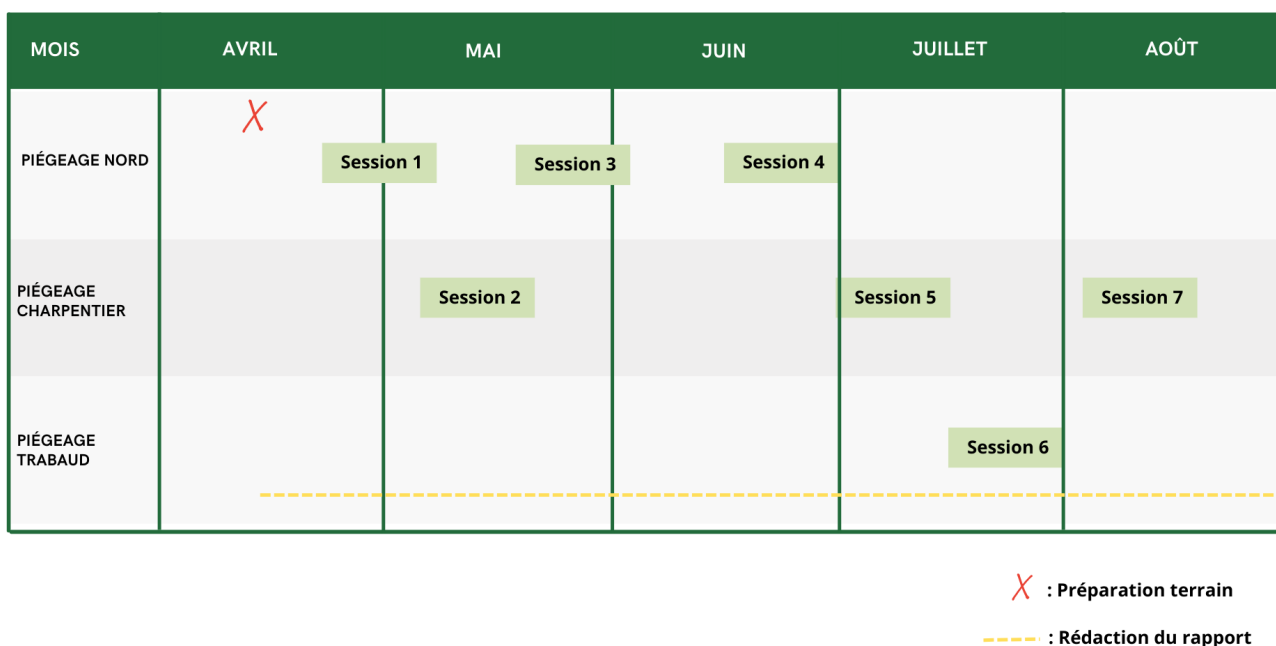 MOIS AVRIL MAI JUIN JUILLET AOÛT
PIÉGEAGE NORD
Session 1
Session 3
Session 4
PIÉGEAGE
CHARPENTIER
Session 2
Session 5
Session 7
PIÉGEAGE
TRABAUD
Session 6
X : Préparation terrain
: Rédaction du rapport